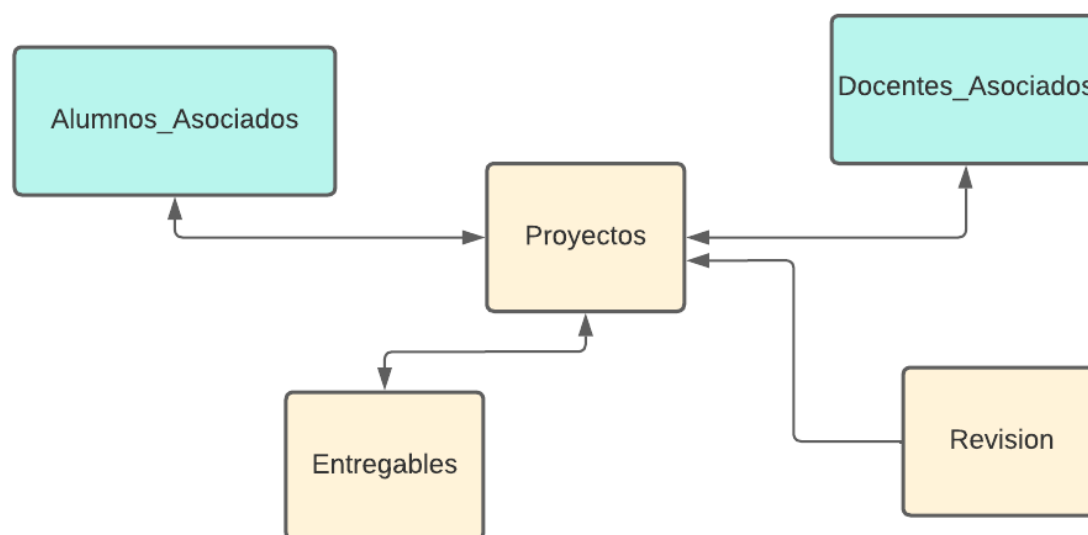 Alumnos_Asociados
Docentes_Asociados
Proyectos
Entregables
Revision